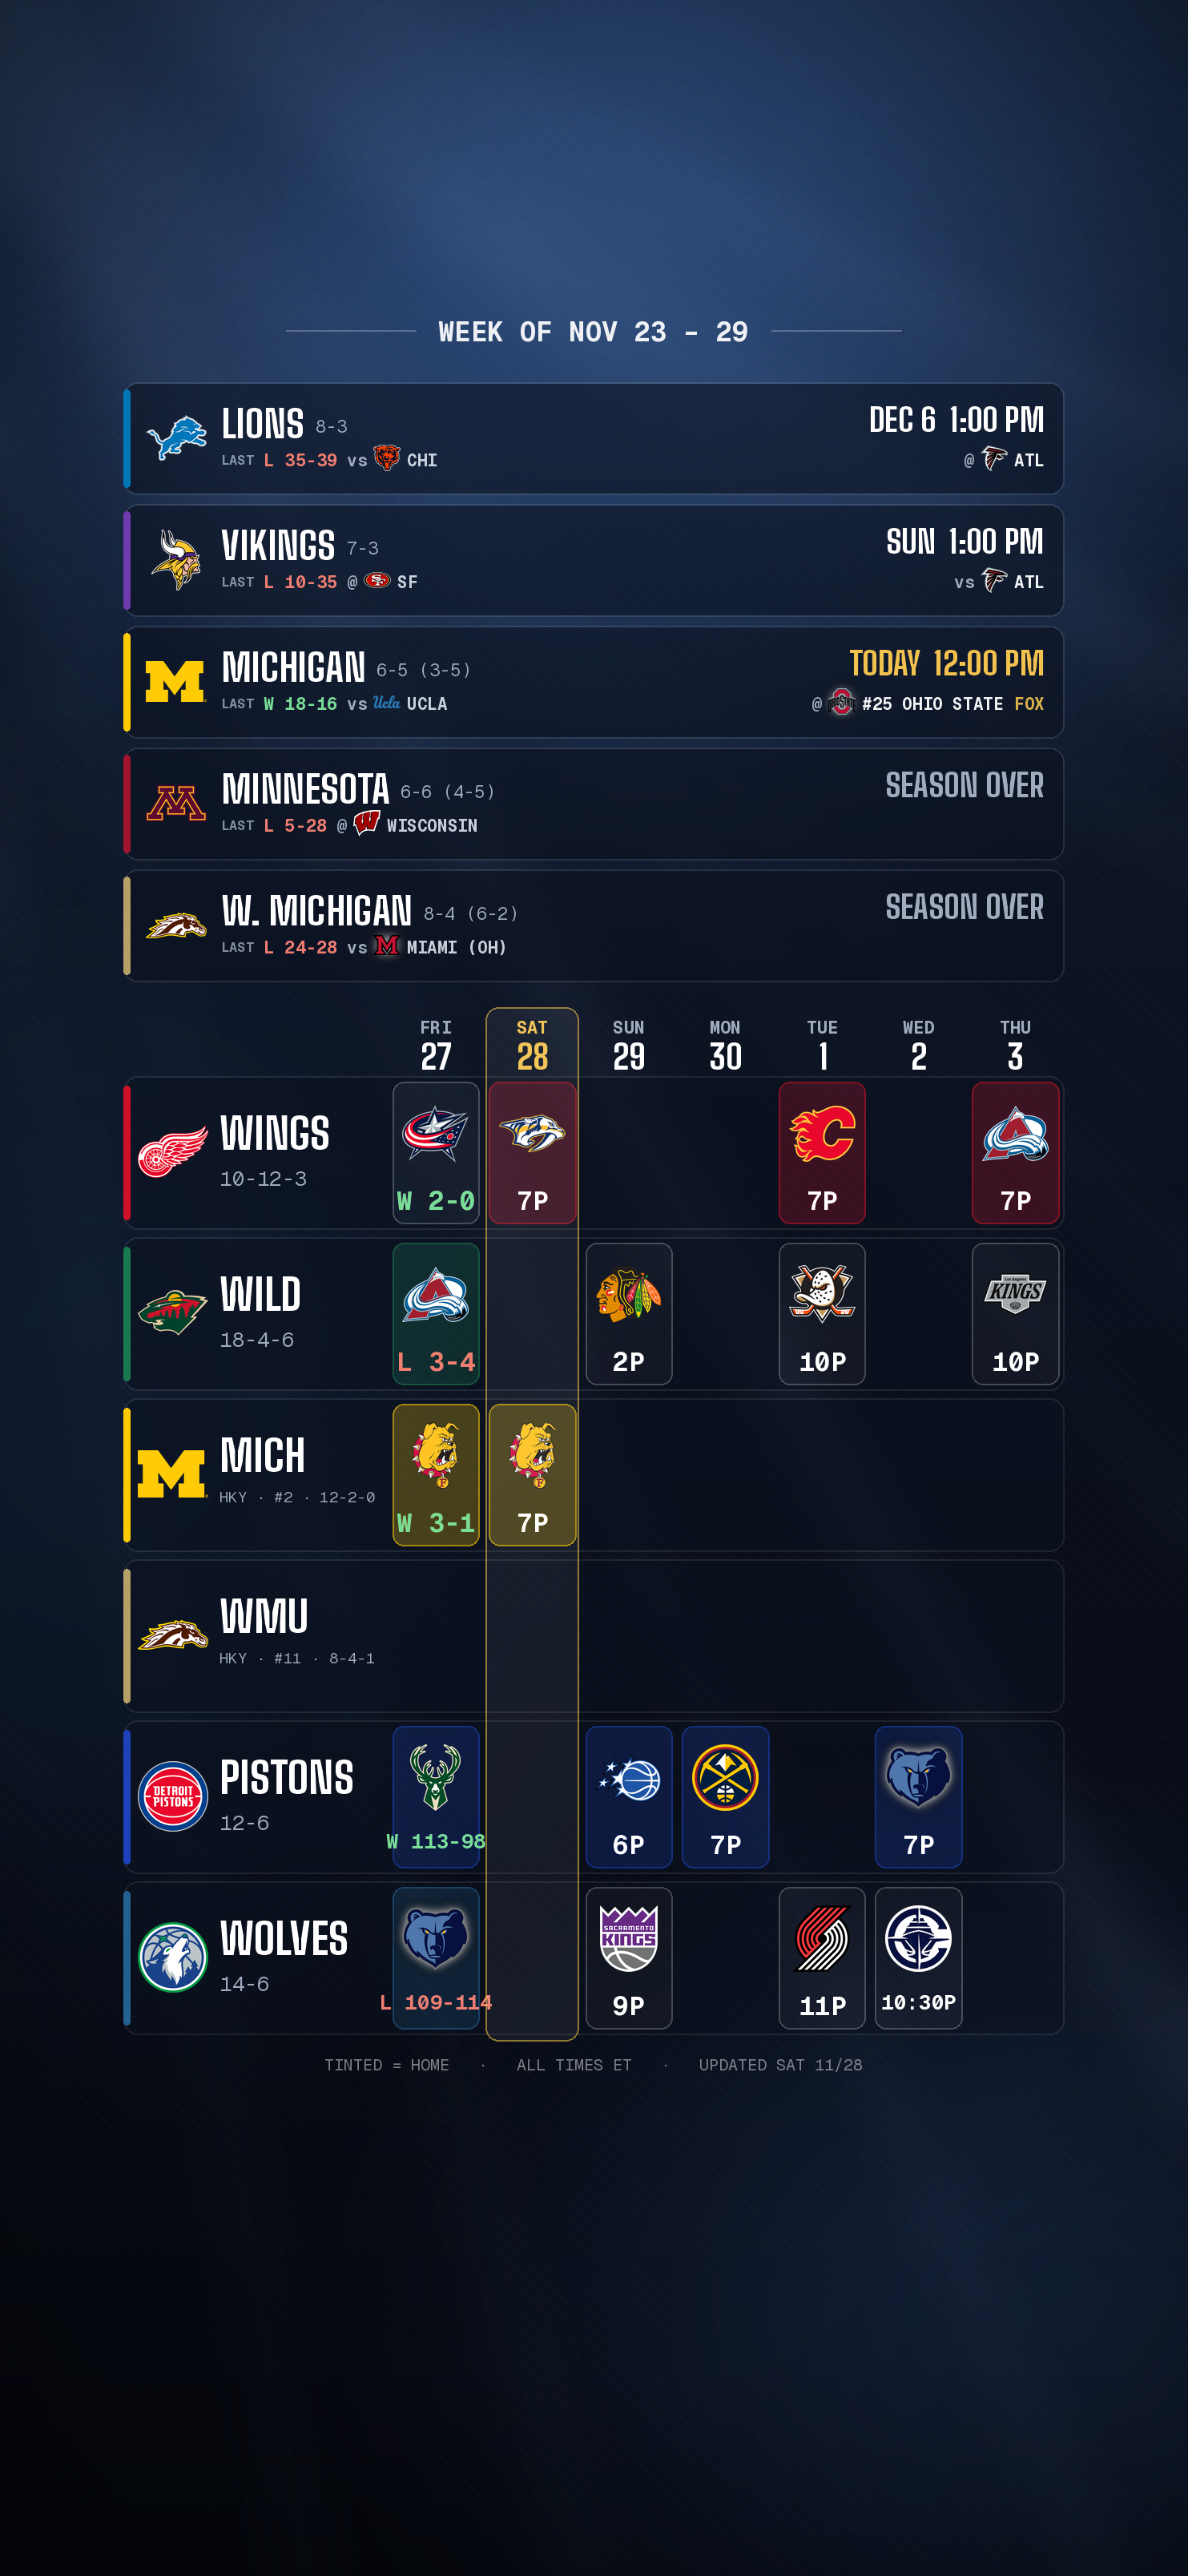 WEEK OF NOV 23 – 29
LIONS 8-3
DEC 6 1:00 PM
LAST L 35-39 vs CHI
@ ATL
VIKINGS 7-3
SUN 1:00 PM
LAST L 10-35 @ SF
vs ATL
MICHIGAN 6-5 (3-5)
TODAY 12:00 PM
LAST W 18-16 vs Ucla UCLA
@ #25 OHIO STATE FOX
MINNESOTA 6-6 (4-5)
SEASON OVER
LAST L 5-28 @ W WISCONSIN
W. MICHIGAN 8-4 (6-2)
SEASON OVER
LAST L 24-28 vs M MIAMI (OH)
FRI SAT SUN MON TUE WED THU
27 28 29 30 1 2 3
WINGS
10-12-3
W 2-0 7P 7P 7P
WILD
18-4-6
KINGS
L 3-4 2P 10P 10P
MICH
HKY · #2 · 12-2-0
W 3-1 7P
WMU
HKY · #11 · 8-4-1
DETROIT
PISTONS
PISTONS
12-6
W 113-98 6P 7P 7P
WOLVES
14-6
SACRAMENTO
KINGS
L 109-114 9P 11P 10:30P
TINTED = HOME · ALL TIMES ET · UPDATED SAT 11/28